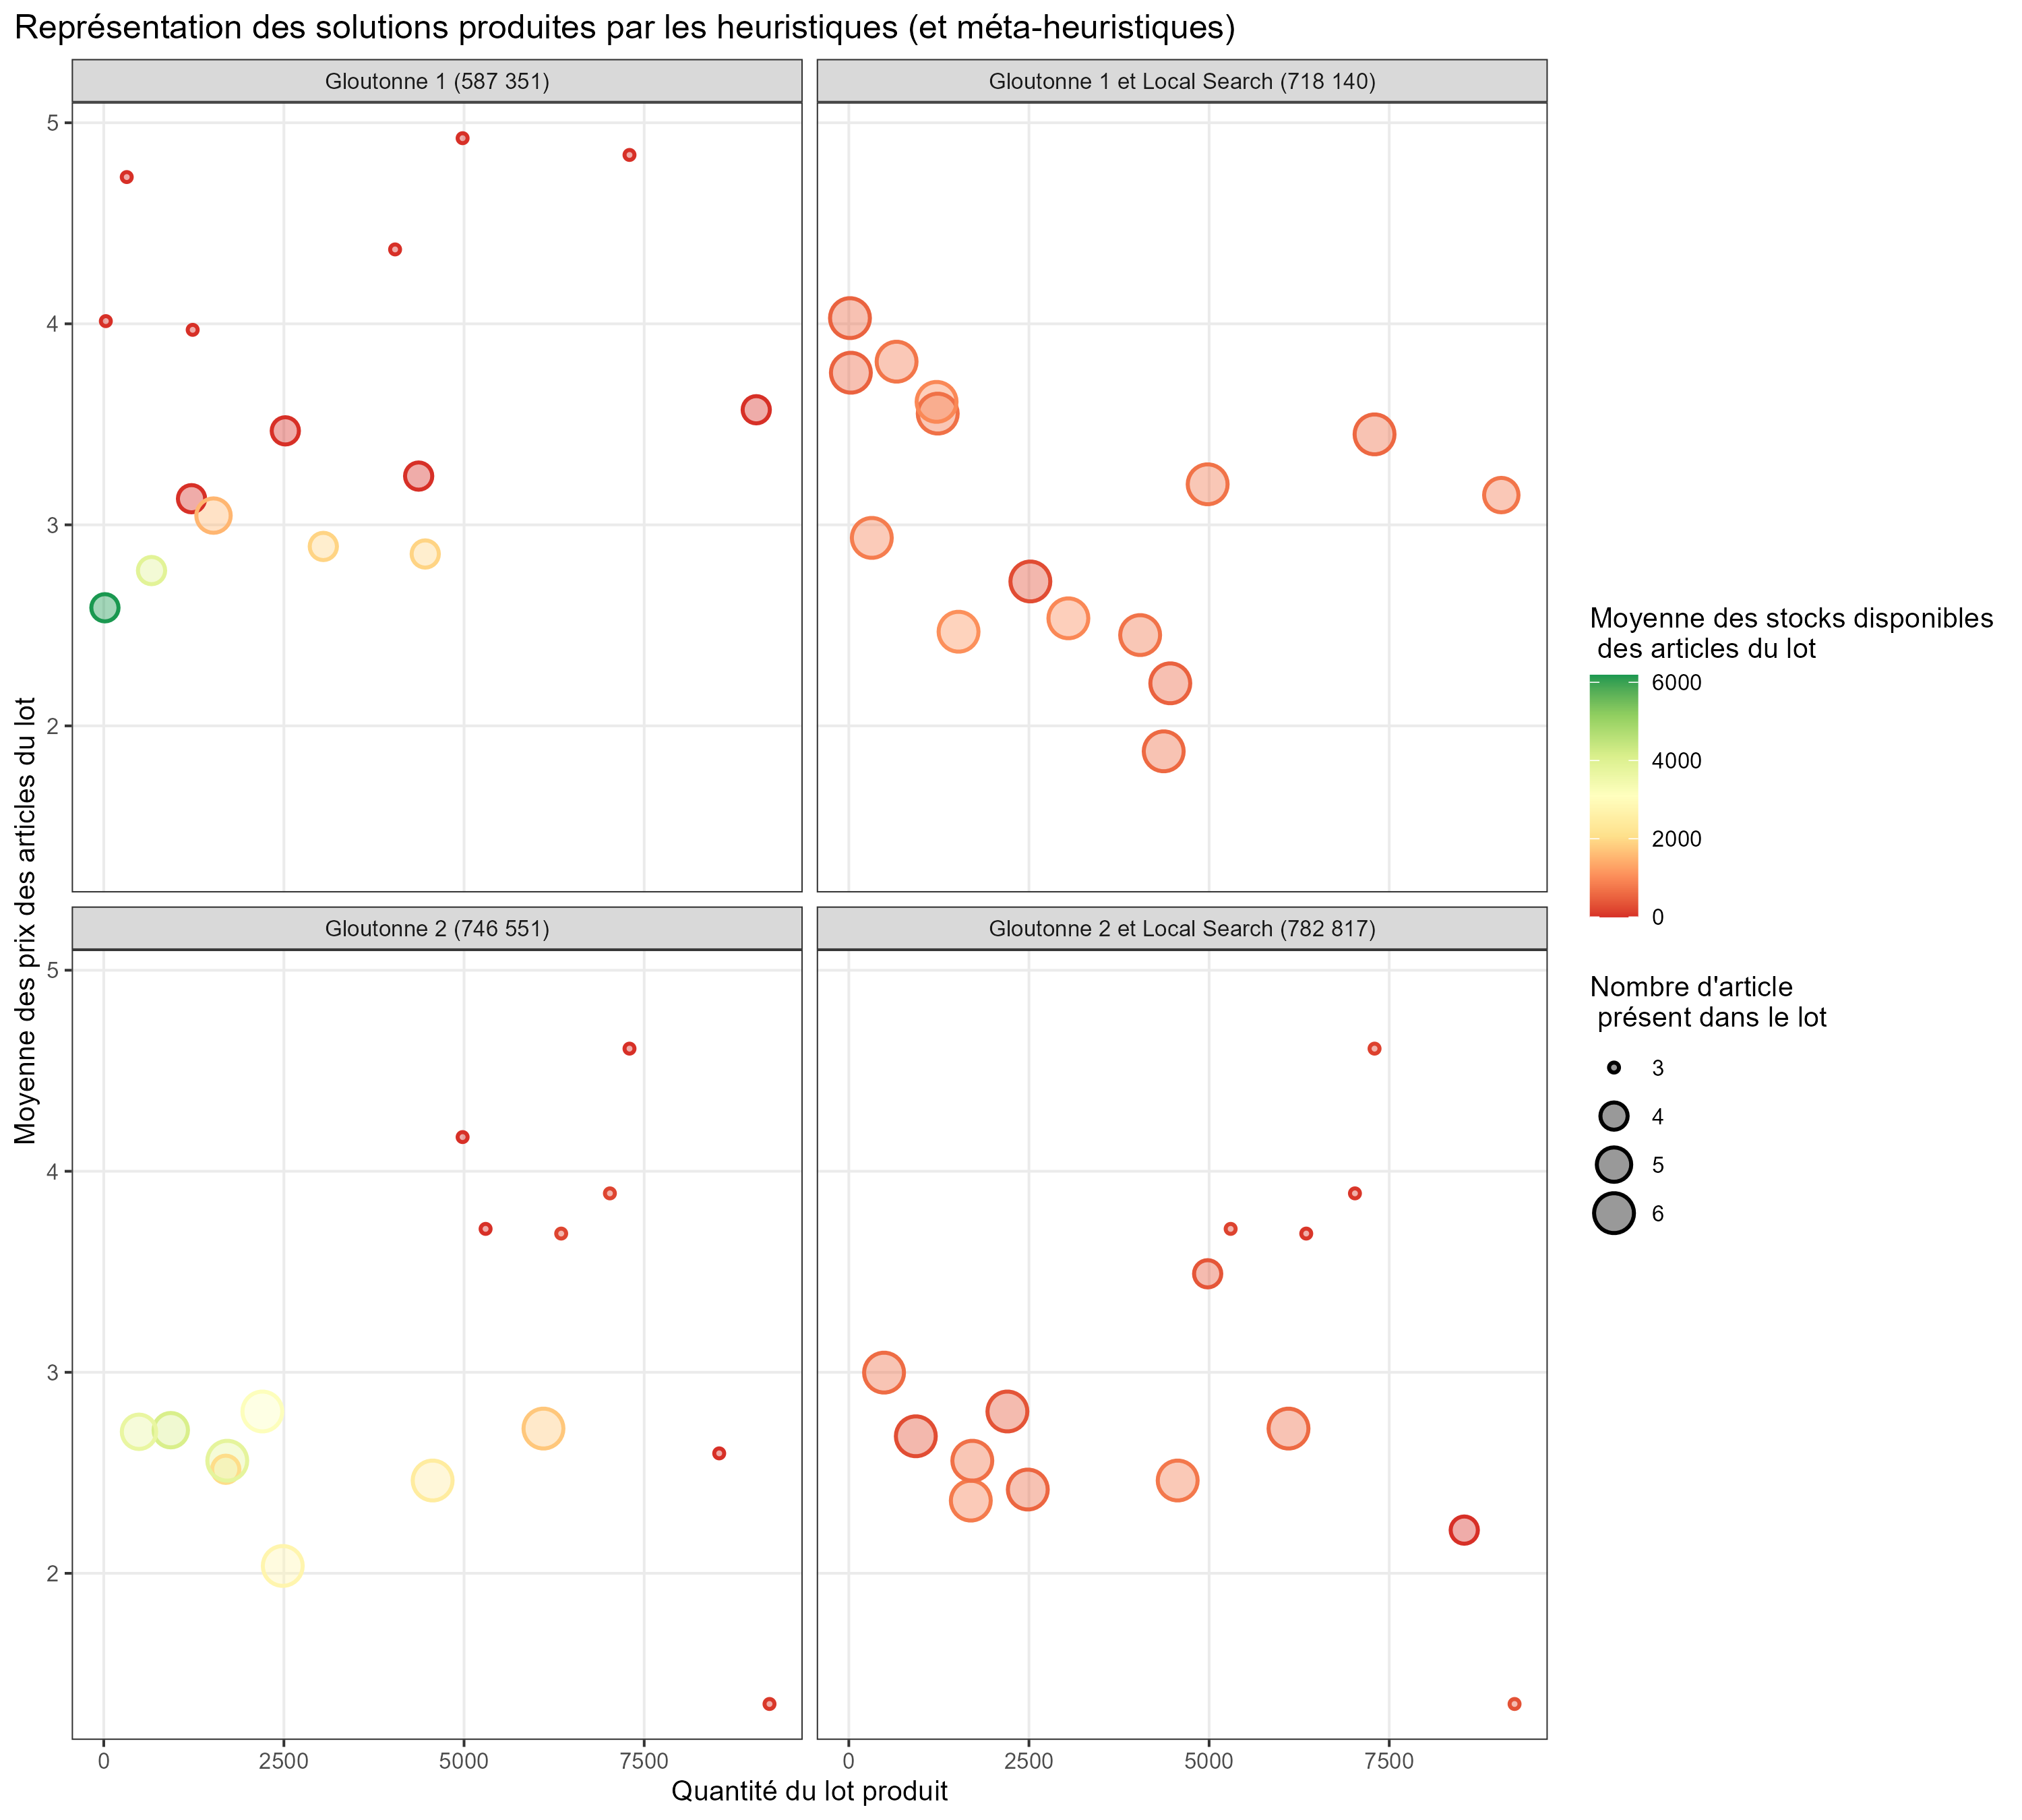 Représentation des solutions produites par les heuristiques (et méta-heuristiques)
Gloutonne 1 (587 351)
Gloutonne 1 et Local Search (718 140)
5
4
3
2
Gloutonne 2 (746 551)
Gloutonne 2 et Local Search (782 817)
5
4
3
2
0
2500
5000
7500
0
2500
5000
7500
Quantité du lot produit
Moyenne des prix des articles du lot
Moyenne des stocks disponibles
des articles du lot
6000
4000
2000
0
Nombre d'article
présent dans le lot
3
4
5
6